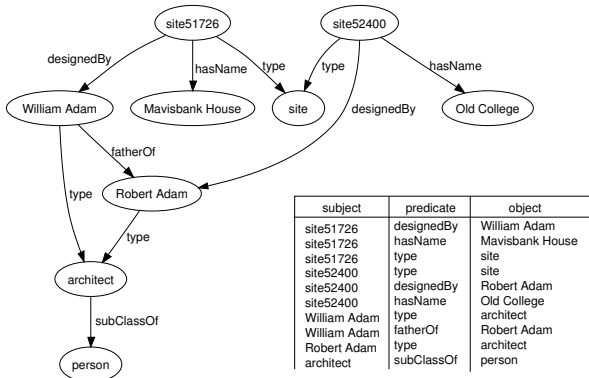 site51726
site52400
designedBy
hasName
type
type
hasName
William Adam
Mavisbank House
site
designedBy
Old College
fatherOf
type
Robert Adam
type
architect
subClassOf
person
subject predicate object
site51726 designedBy William Adam
site51726 hasName Mavisbank House
site51726 type site
site52400 type site
site52400 designedBy Robert Adam
site52400 hasName Old College
William Adam type architect
William Adam fatherOf Robert Adam
Robert Adam type architect
architect subClassOf person